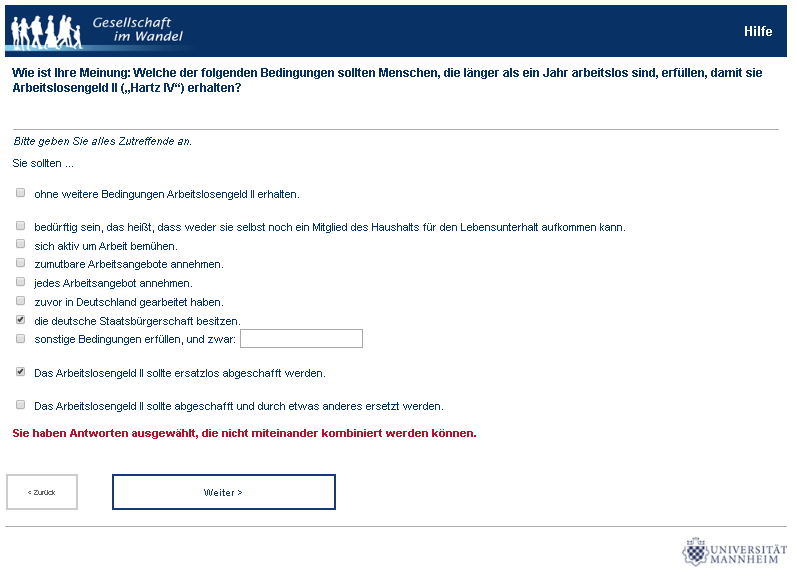 Gesellschaft
im Wandel
Hilfe
Wie ist Ihre Meinung: Welche der folgenden Bedingungen sollten Menschen, die länger als ein Jahr arbeitslos sind, erfüllen, damit sie
Arbeitslosengeld II („Hartz IV“) erhalten?
Bitte geben Sie alles Zutreffende an.
Sie sollten ...
ohne weitere Bedingungen Arbeitslosengeld II erhalten.
bedürftig sein, das heißt, dass weder sie selbst noch ein Mitglied des Haushalts für den Lebensunterhalt aufkommen kann.
sich aktiv um Arbeit bemühen.
zumutbare Arbeitsangebote annehmen.
jedes Arbeitsangebot annehmen.
zuvor in Deutschland gearbeitet haben.
die deutsche Staatsbürgerschaft besitzen.
sonstige Bedingungen erfüllen, und zwar:
Das Arbeitslosengeld II sollte ersatzlos abgeschafft werden.
Das Arbeitslosengeld II sollte abgeschafft und durch etwas anderes ersetzt werden.
Sie haben Antworten ausgewählt, die nicht miteinander kombiniert werden können.
< Zurück
Weiter >
UNIVERSITÄT
MANNHEIM